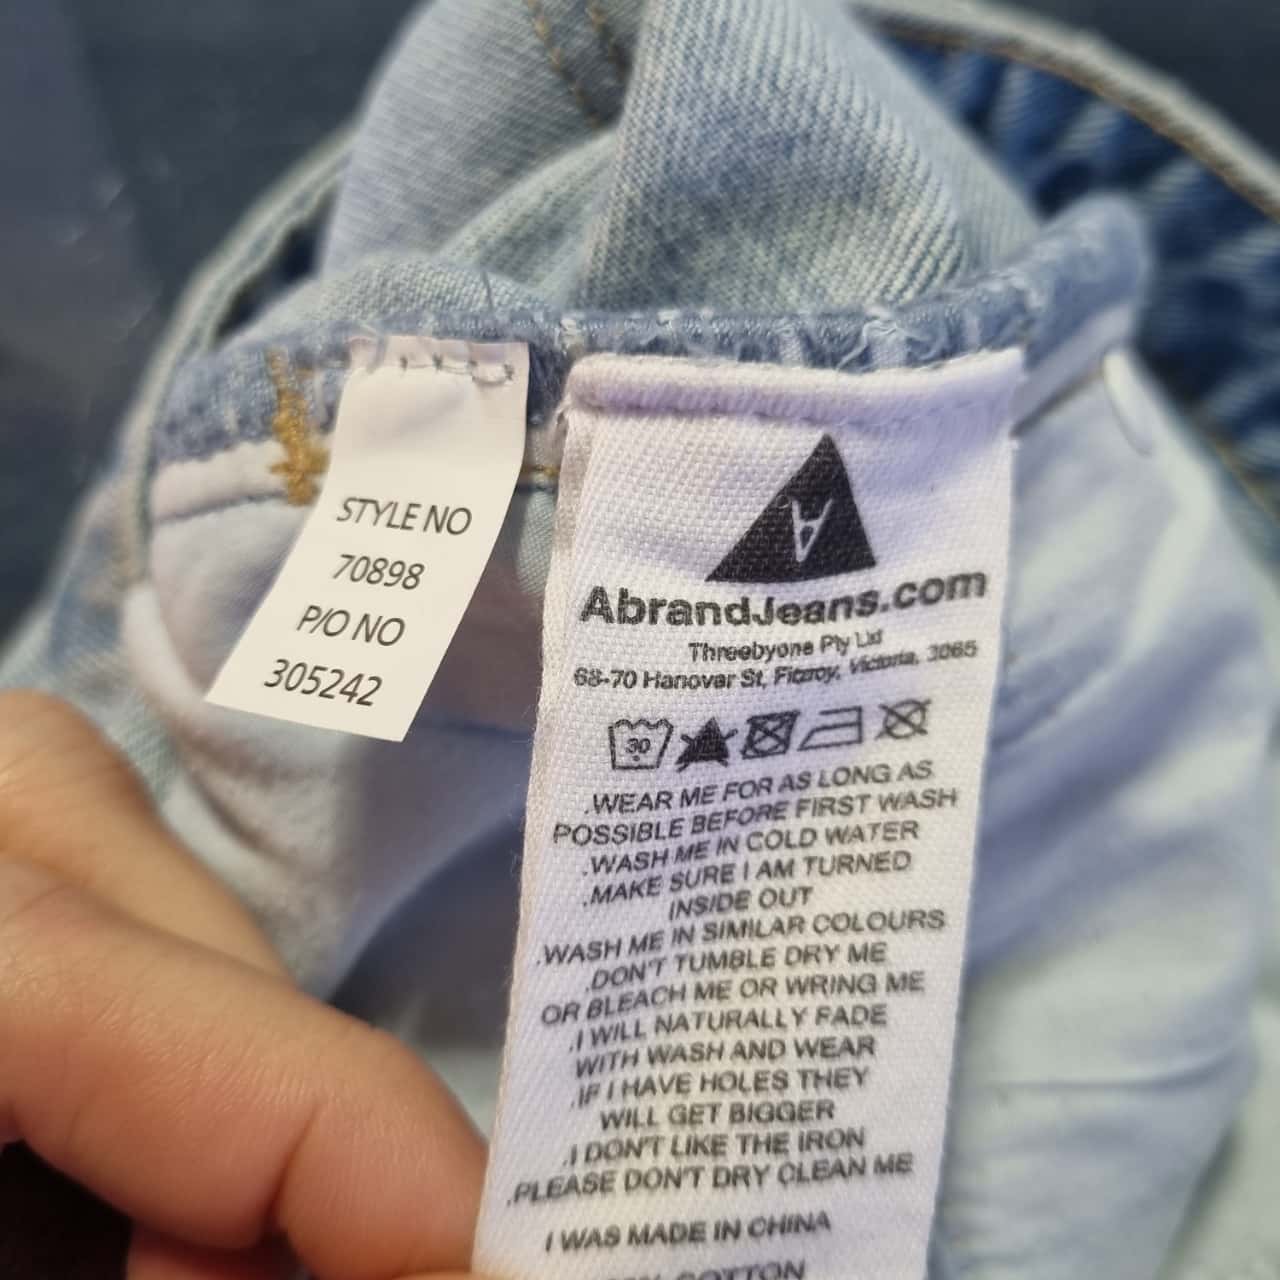 STYLE NO
70898
P/O NO
305242
A
AbrandJeans.com
Threebyone Pty Ltd
68-70 Hanover St, Fitzroy, Victoria, 3065
30
.WEAR ME FOR AS LONG AS
POSSIBLE BEFORE FIRST WASH
.WASH ME IN COLD WATER
.MAKE SURE I AM TURNED
INSIDE OUT
.WASH ME IN SIMILAR COLOURS
.DON'T TUMBLE DRY ME
OR BLEACH ME OR WRING ME
.I WILL NATURALLY FADE
WITH WASH AND WEAR
.IF I HAVE HOLES THEY
WILL GET BIGGER
.I DON'T LIKE THE IRON
.PLEASE DON'T DRY CLEAN ME
I WAS MADE IN CHINA
COTTON